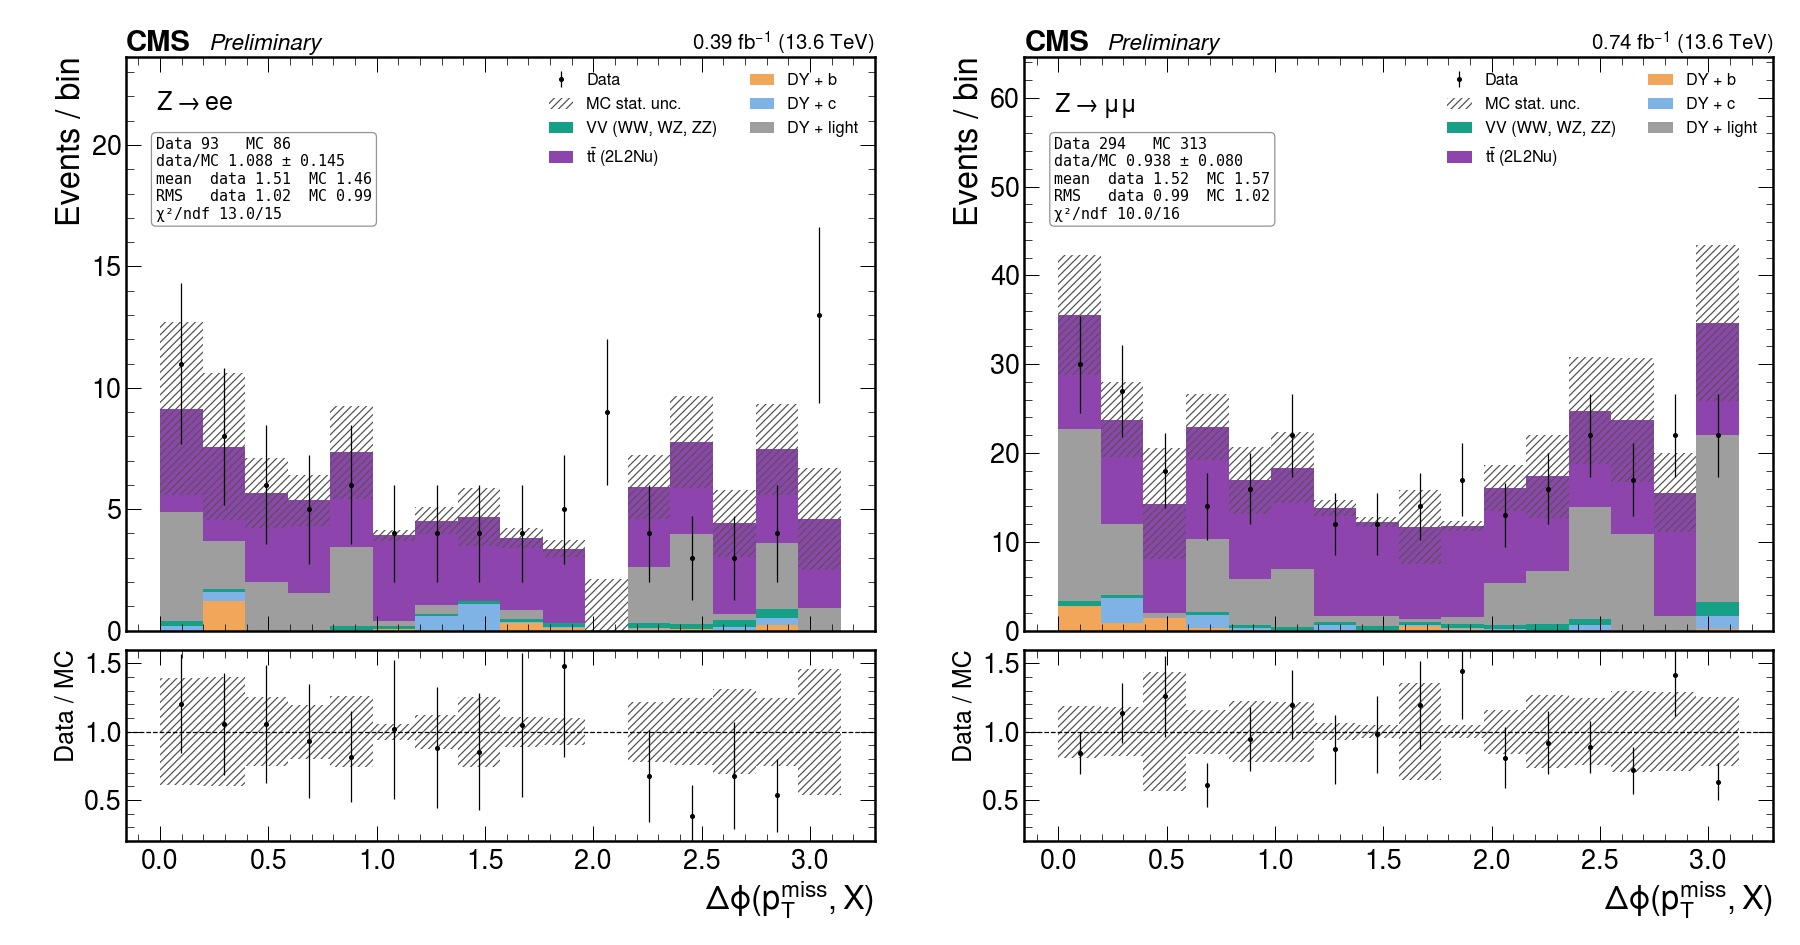 CMS Preliminary 0.39 fb⁻¹ (13.6 TeV)
Events / bin
Z → ee
Data 93 MC 86
data/MC 1.088 ± 0.145
mean data 1.51 MC 1.46
RMS data 1.02 MC 0.99
χ²/ndf 13.0/15
Data
MC stat. unc.
VV (WW, WZ, ZZ)
tt̄ (2L2Nu)
DY + b
DY + c
DY + light
20
15
10
5
0
Data / MC
1.5
1.0
0.5
0.0 0.5 1.0 1.5 2.0 2.5 3.0
Δϕ(p_T^miss, X)
CMS Preliminary 0.74 fb⁻¹ (13.6 TeV)
Events / bin
Z → μμ
Data 294 MC 313
data/MC 0.938 ± 0.080
mean data 1.52 MC 1.57
RMS data 0.99 MC 1.02
χ²/ndf 10.0/16
Data
MC stat. unc.
VV (WW, WZ, ZZ)
tt̄ (2L2Nu)
DY + b
DY + c
DY + light
60
50
40
30
20
10
0
Data / MC
1.5
1.0
0.5
0.0 0.5 1.0 1.5 2.0 2.5 3.0
Δϕ(p_T^miss, X)